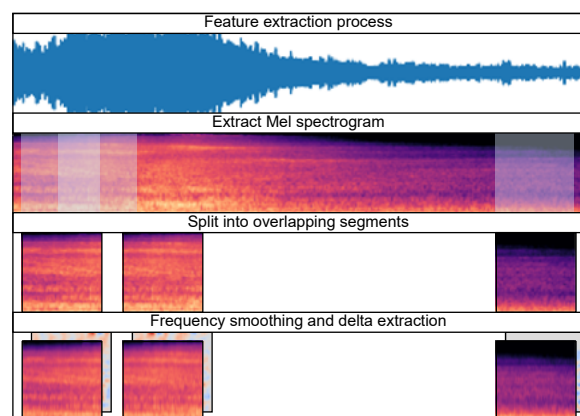 Feature extraction process
Extract Mel spectrogram
Split into overlapping segments
Frequency smoothing and delta extraction